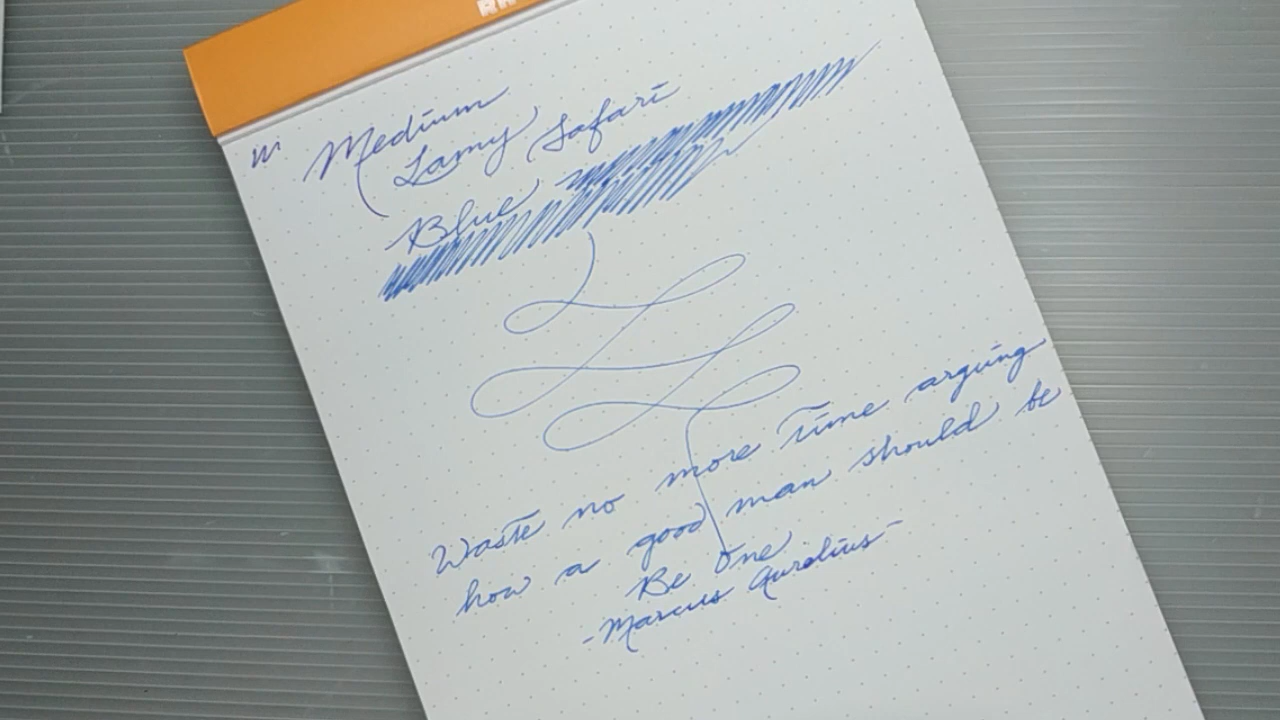 m Medium
Lamy Safari
Blue
Waste no more time arguing
how a good man should be
Be One
-Marcus Aurelius-